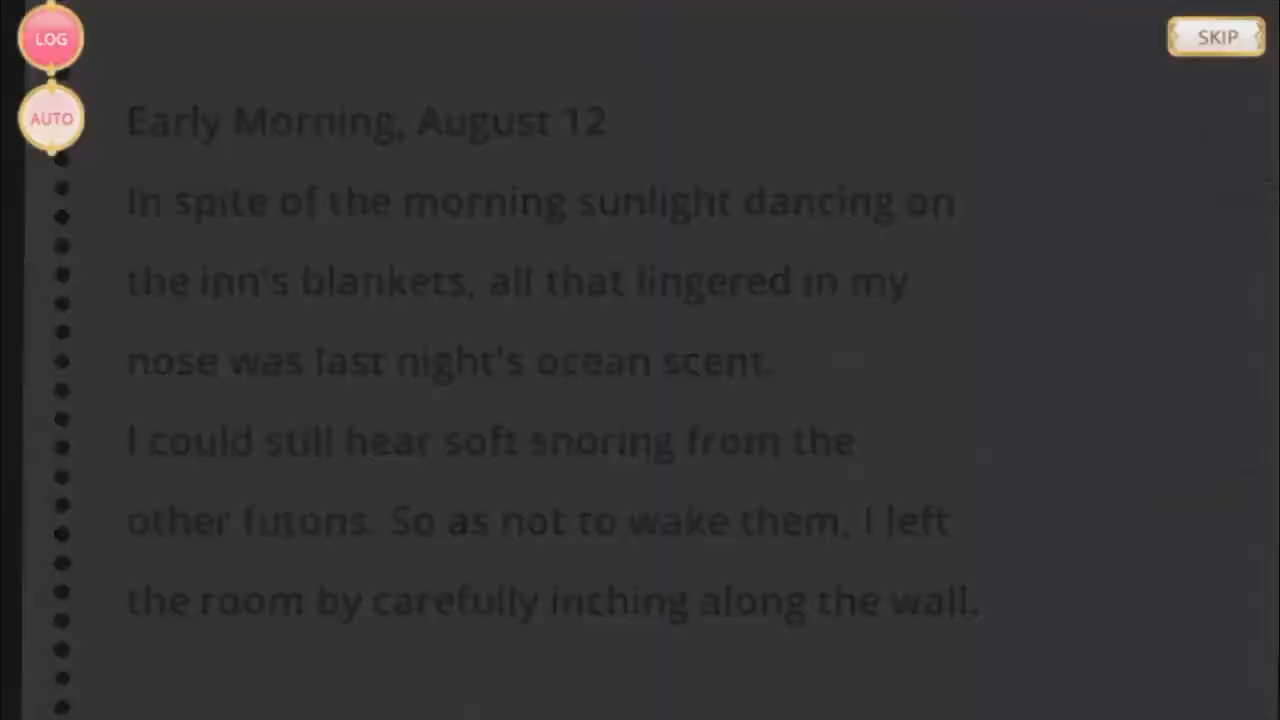 LOG
SKIP
AUTO
Early Morning, August 12
In spite of the morning sunlight dancing on
the inn's blankets, all that lingered in my
nose was last night's ocean scent.
I could still hear soft snoring from the
other futons. So as not to wake them, I left
the room by carefully inching along the wall.